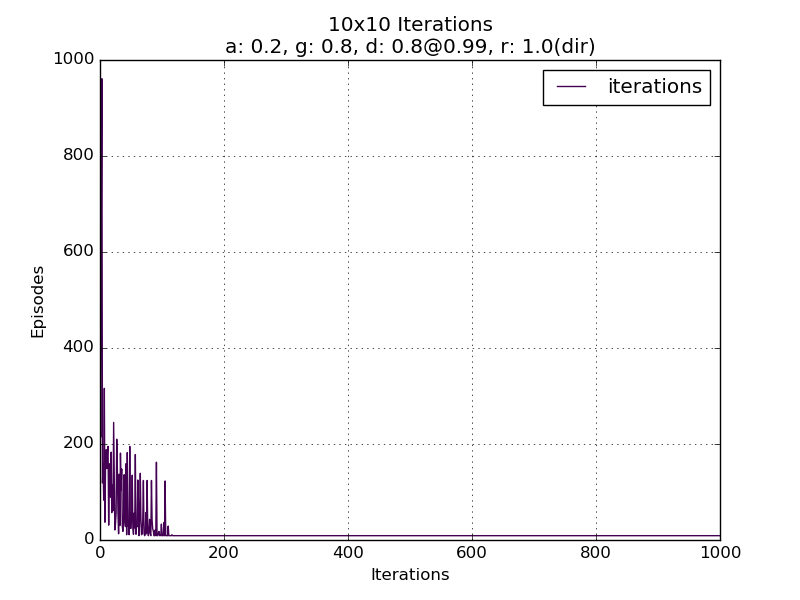 10x10 Iterations
a: 0.2, g: 0.8, d: 0.8@0.99, r: 1.0(dir)
iterations
1000
800
600
400
200
0
Episodes
0 200 400 600 800 1000
Iterations